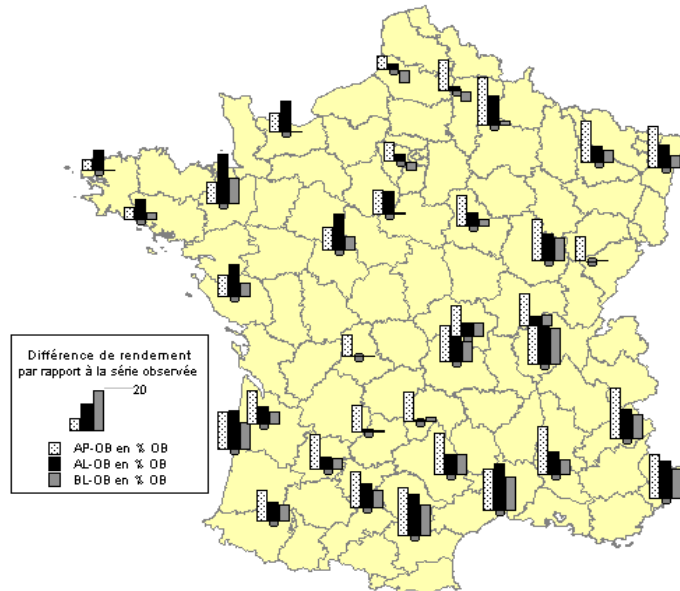 Différence de rendement
par rapport à la série observée
20
AP-OB en % OB
AL-OB en % OB
BL-OB en % OB